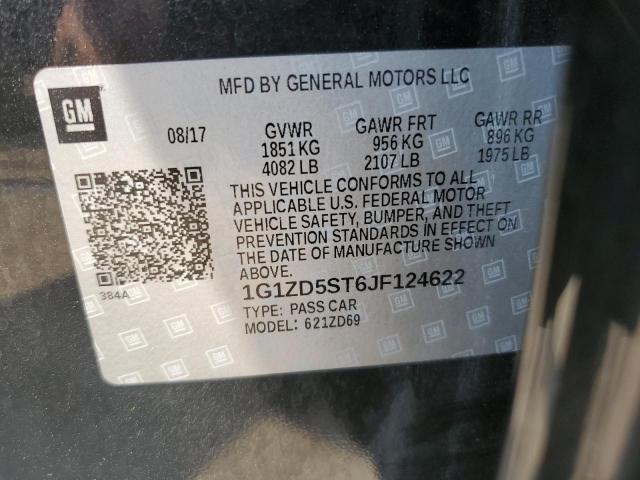 MFD BY GENERAL MOTORS LLC
GM
08/17
GVWR GAWR FRT GAWR RR
1851 KG 956 KG 896 KG
4082 LB 2107 LB 1975 LB
THIS VEHICLE CONFORMS TO ALL
APPLICABLE U.S. FEDERAL MOTOR
VEHICLE SAFETY, BUMPER, AND THEFT
PREVENTION STANDARDS IN EFFECT ON
THE DATE OF MANUFACTURE SHOWN
ABOVE.
384A
1G1ZD5ST6JF124622
TYPE: PASS CAR
MODEL: 621ZD69